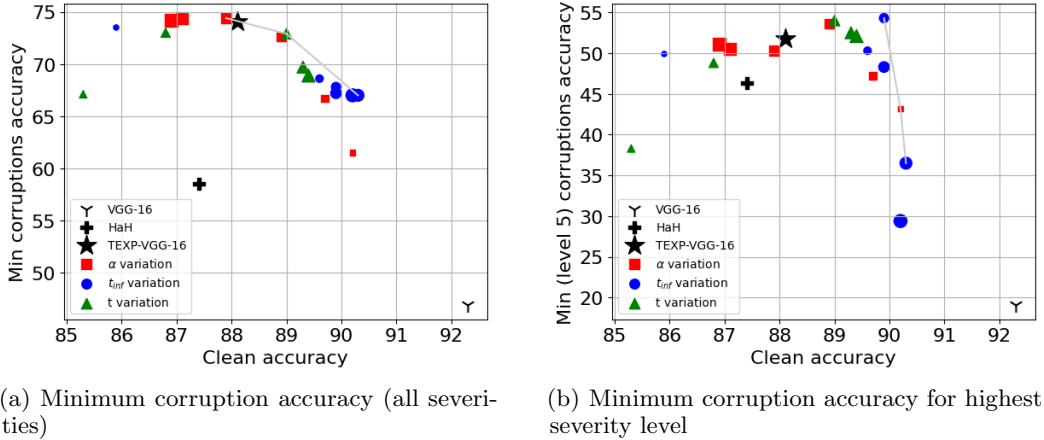 75
70
65
60
55
50
Min corruptions accuracy
VGG-16
HaH
TEXP-VGG-16
α variation
t_inf variation
t variation
85 86 87 88 89 90 91 92
Clean accuracy
(a) Minimum corruption accuracy (all severi-
ties)
55
50
45
40
35
30
25
20
Min (level 5) corruptions accuracy
VGG-16
HaH
TEXP-VGG-16
α variation
t_inf variation
t variation
85 86 87 88 89 90 91 92
Clean accuracy
(b) Minimum corruption accuracy for highest
severity level